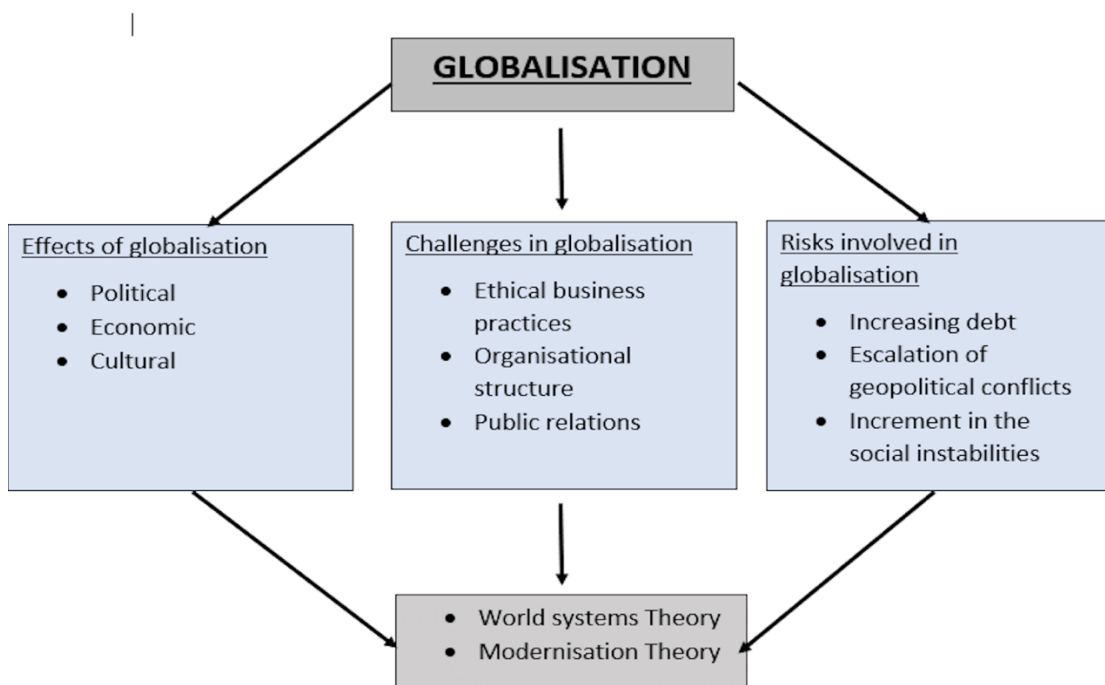 GLOBALISATION
Effects of globalisation
• Political
• Economic
• Cultural
Challenges in globalisation
• Ethical business
practices
• Organisational
structure
• Public relations
Risks involved in
globalisation
• Increasing debt
• Escalation of
geopolitical conflicts
• Increment in the
social instabilities
• World systems Theory
• Modernisation Theory